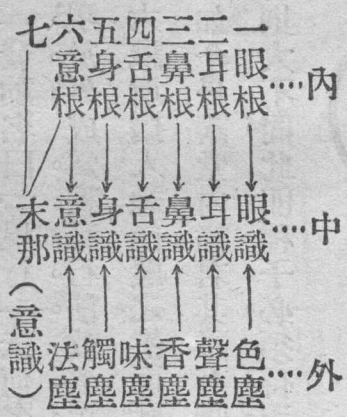 內
中
外
一眼根
眼識
色塵
二耳根
耳識
聲塵
三鼻根
鼻識
香塵
四舌根
舌識
味塵
五身根
身識
觸塵
六意根
意識
法塵
七
末那（意識）